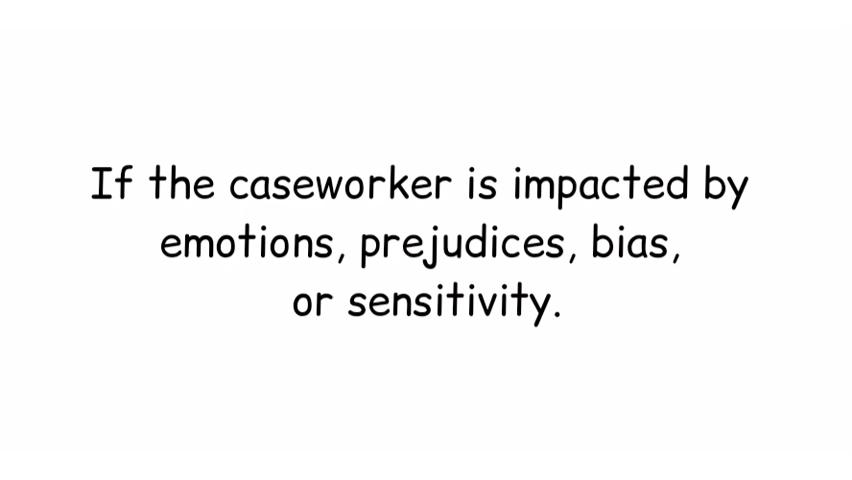 If the caseworker is impacted by
emotions, prejudices, bias,
or sensitivity.